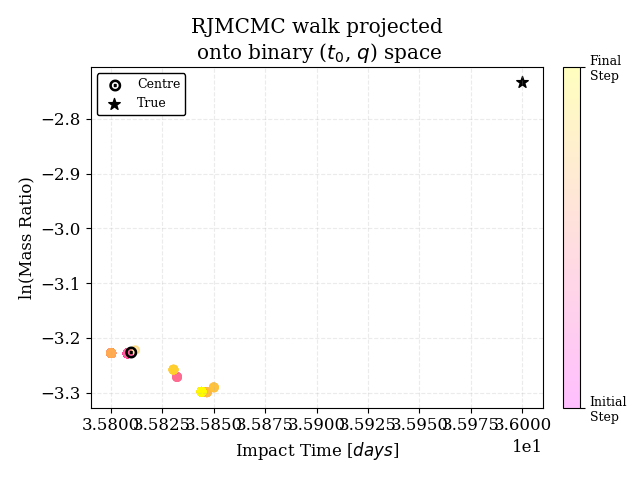 RJMCMC walk projected
onto binary (t₀, q) space
Centre
True
Final
Step
Initial
Step
−2.8
−2.9
−3.0
−3.1
−3.2
−3.3
ln(Mass Ratio)
3.5800 3.5825 3.5850 3.5875 3.5900 3.5925 3.5950 3.5975 3.6000
1e1
Impact Time [days]